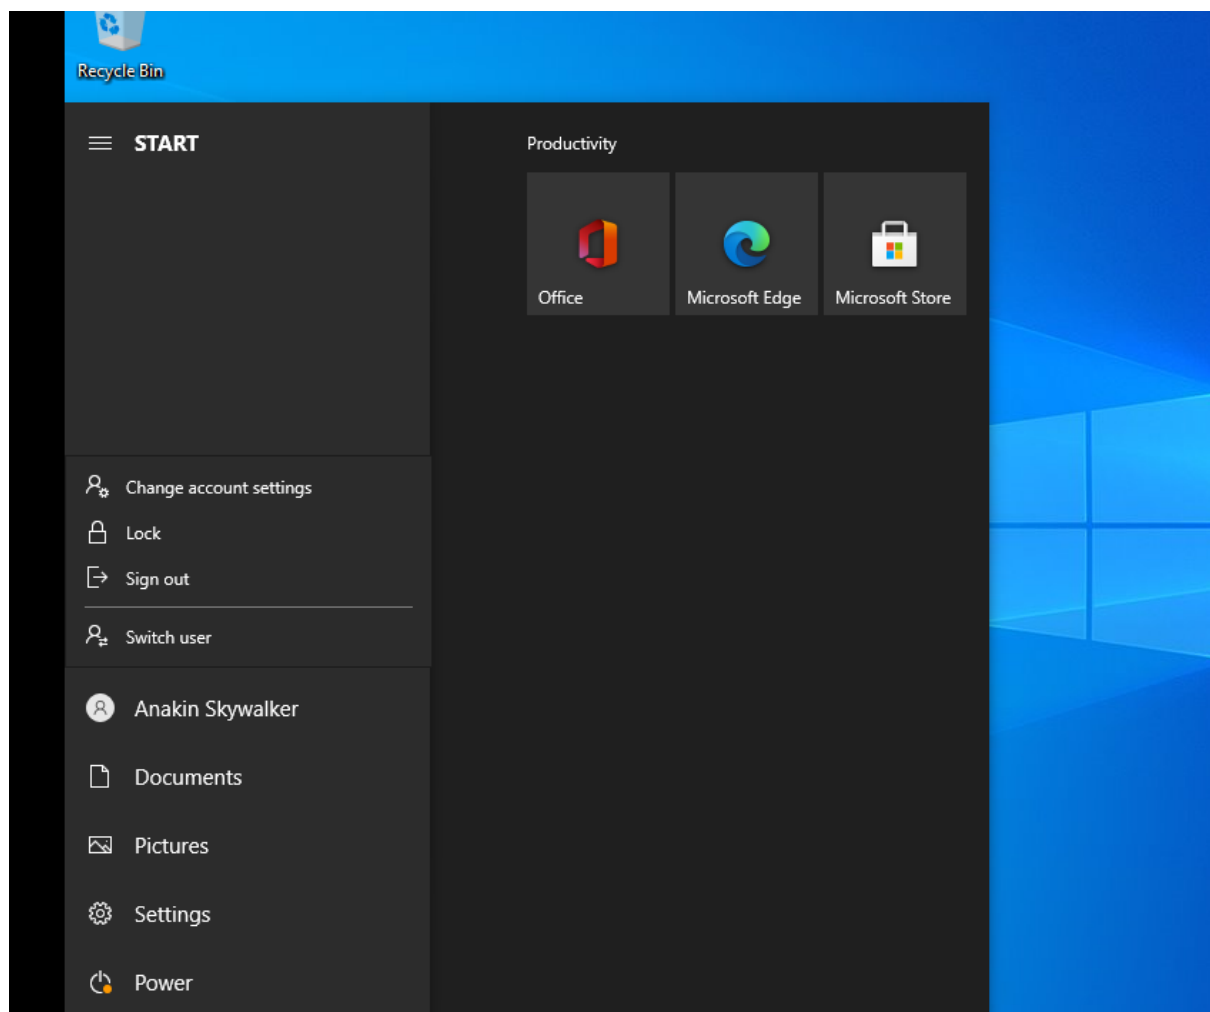 Recycle Bin
START
Productivity
Office
Microsoft Edge
Microsoft Store
Change account settings
Lock
Sign out
Switch user
Anakin Skywalker
Documents
Pictures
Settings
Power